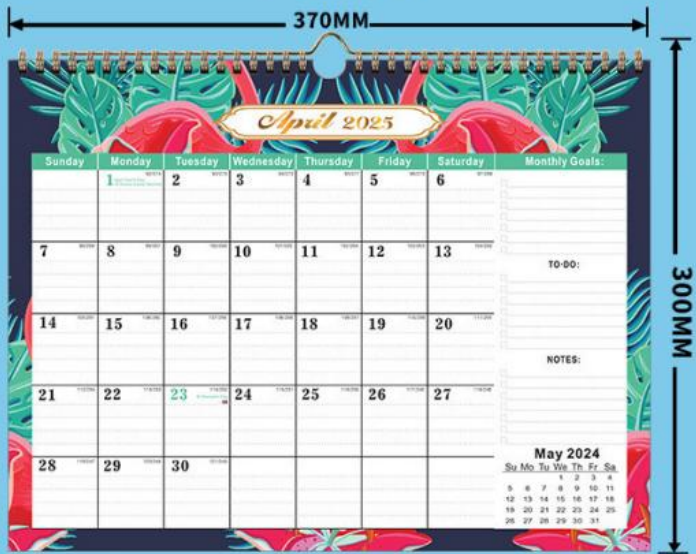 370MM
April 2025
Sunday Monday Tuesday Wednesday Thursday Friday Saturday Monthly Goals:
1 2 3 4 5 6
7 8 9 10 11 12 13
TO-DO:
14 15 16 17 18 19 20
NOTES:
21 22 23 24 25 26 27
28 29 30
May 2024
Su Mo Tu We Th Fr Sa
1 2 3 4
5 6 7 8 9 10 11
12 13 14 15 16 17 18
19 20 21 22 23 24 25
26 27 28 29 30 31
300MM